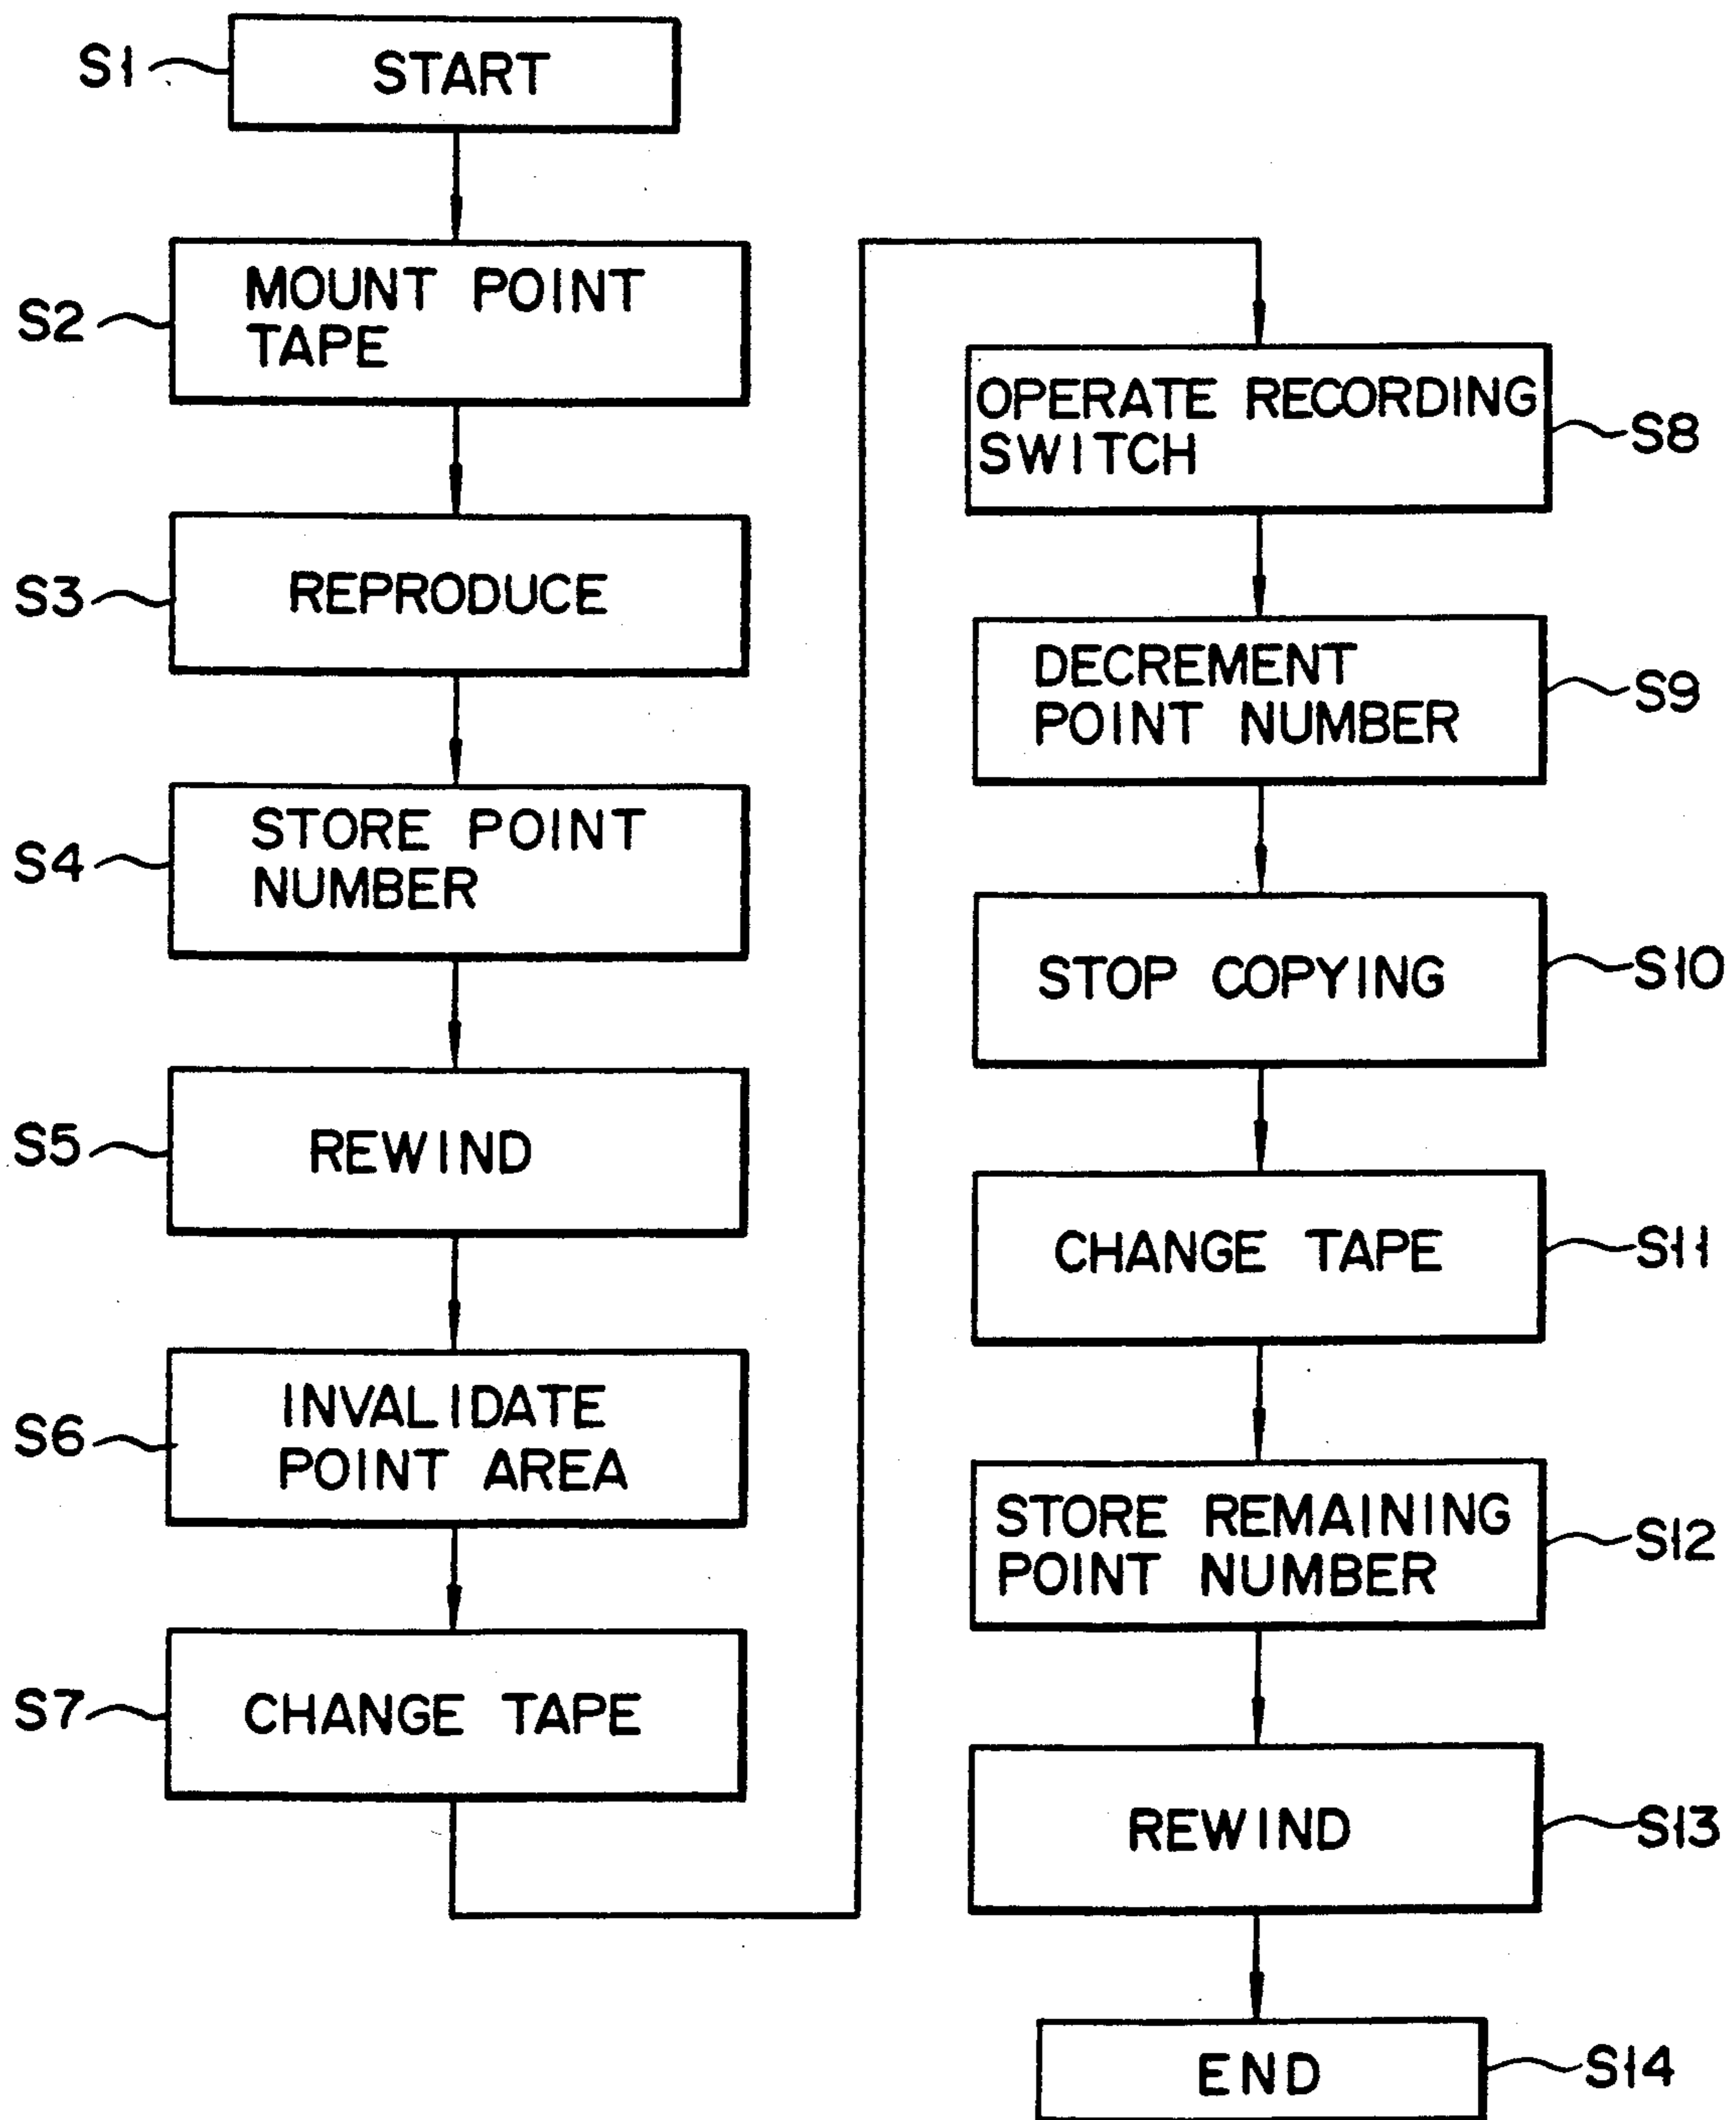 S1
START
S2
MOUNT POINT
TAPE
S3
REPRODUCE
S4
STORE POINT
NUMBER
S5
REWIND
S6
INVALIDATE
POINT AREA
S7
CHANGE TAPE
OPERATE RECORDING
SWITCH
S8
DECREMENT
POINT NUMBER
S9
STOP COPYING
S10
CHANGE TAPE
S11
STORE REMAINING
POINT NUMBER
S12
REWIND
S13
END
S14